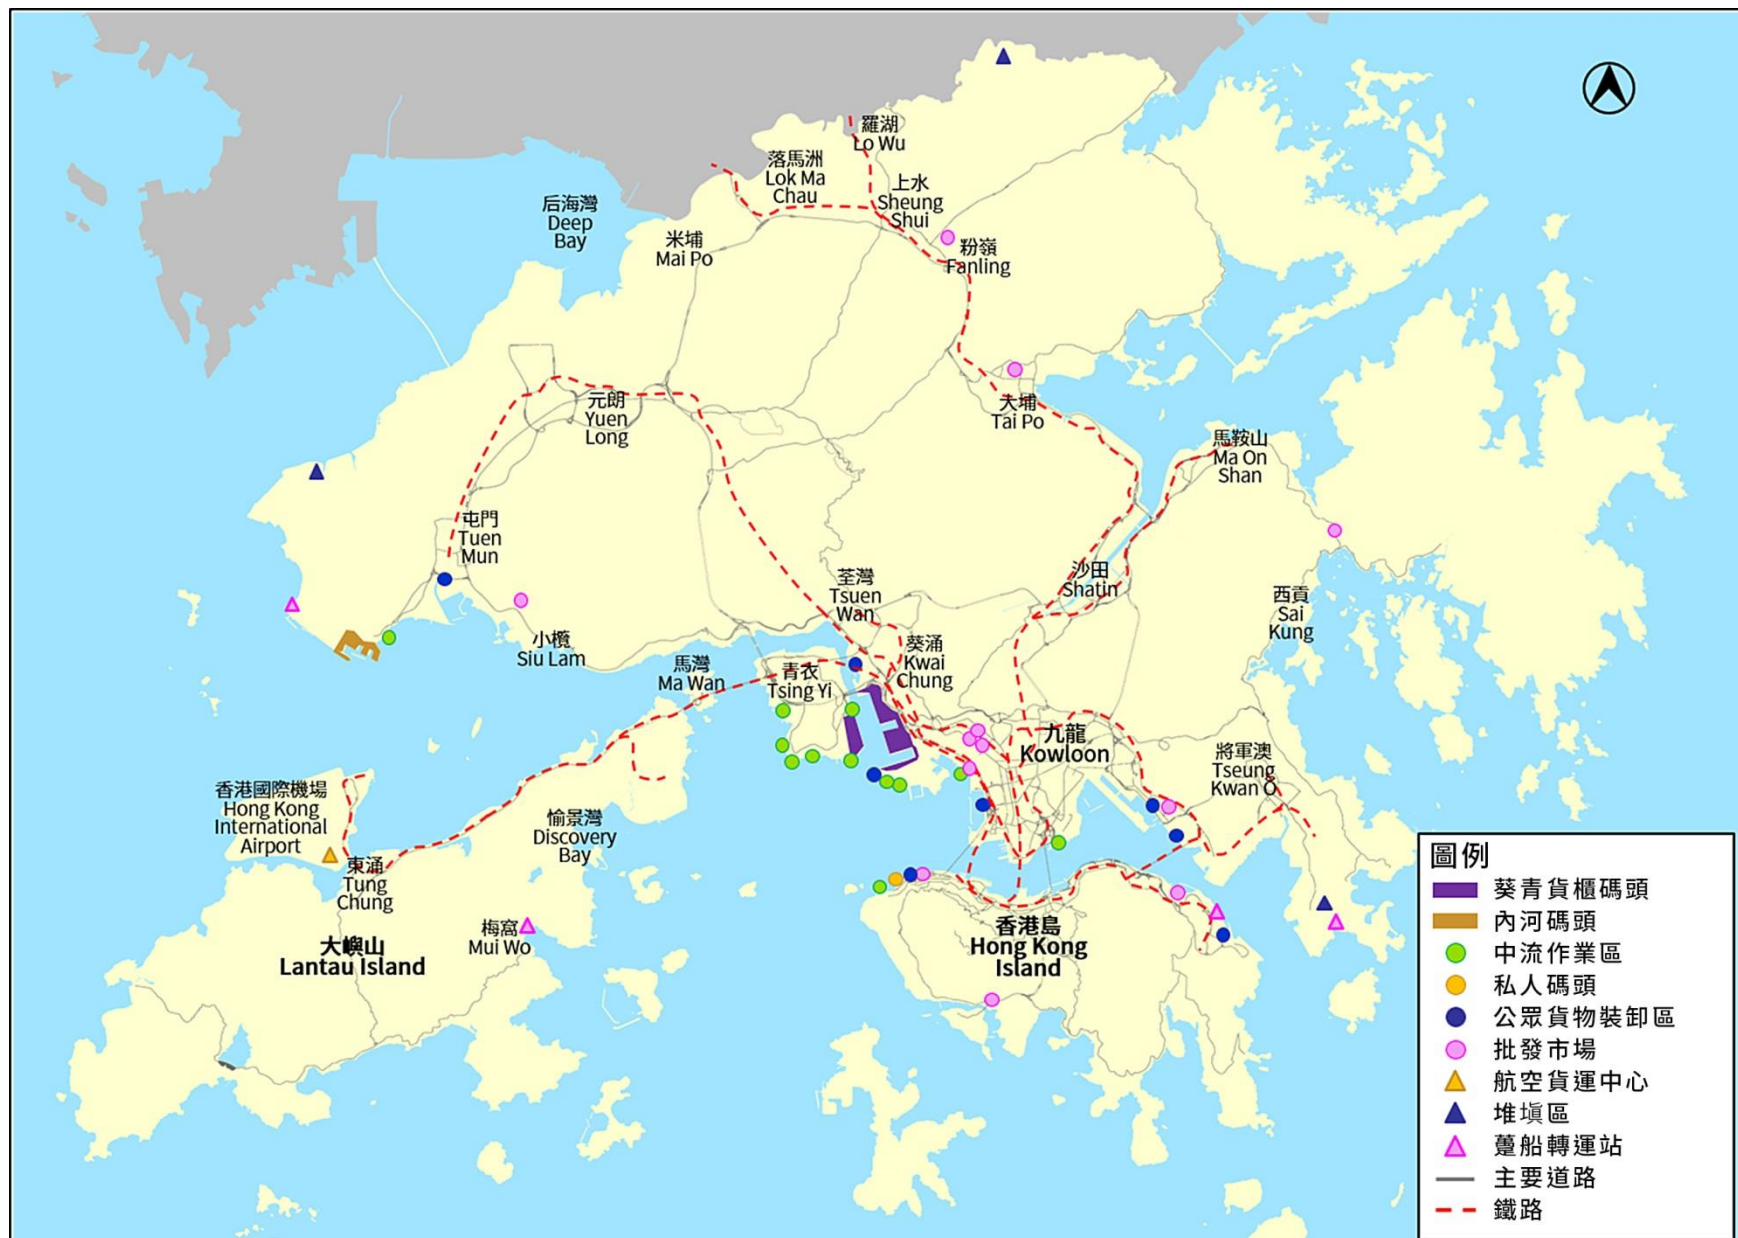 羅湖
Lo Wu
落馬洲
Lok Ma
Chau
上水
Sheung
Shui
后海灣
Deep
Bay
米埔
Mai Po
粉嶺
Fanling
元朗
Yuen
Long
大埔
Tai Po
馬鞍山
Ma On
Shan
屯門
Tuen
Mun
荃灣
Tsuen
Wan
沙田
Shatin
西貢
Sai
Kung
小欖
Siu Lam
葵涌
Kwai
Chung
馬灣
Ma Wan
青衣
Tsing Yi
九龍
Kowloon
將軍澳
Tseung
Kwan O
香港國際機場
Hong Kong
International
Airport
愉景灣
Discovery
Bay
東涌
Tung
Chung
梅窩
Mui Wo
大嶼山
Lantau Island
香港島
Hong Kong
Island
圖例
葵青貨櫃碼頭
內河碼頭
中流作業區
私人碼頭
公眾貨物裝卸區
批發市場
航空貨運中心
堆塡區
躉船轉運站
主要道路
鐵路